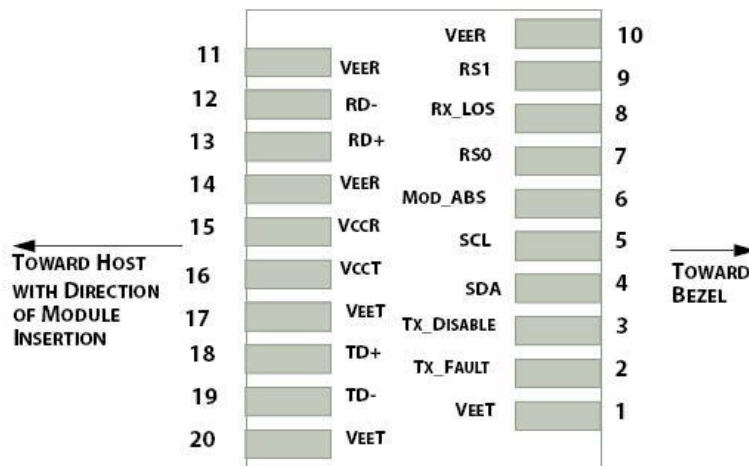 11 VEER
12 RD-
13 RD+
14 VEER
15 VCCR
16 VCCT
17 VEET
18 TD+
19 TD-
20 VEET
VEER 10
RS1 9
RX_LOS 8
RS0 7
MOD_ABS 6
SCL 5
SDA 4
TX_DISABLE 3
TX_FAULT 2
VEET 1
TOWARD HOST
WITH DIRECTION
OF MODULE
INSERTION
TOWARD
BEZEL